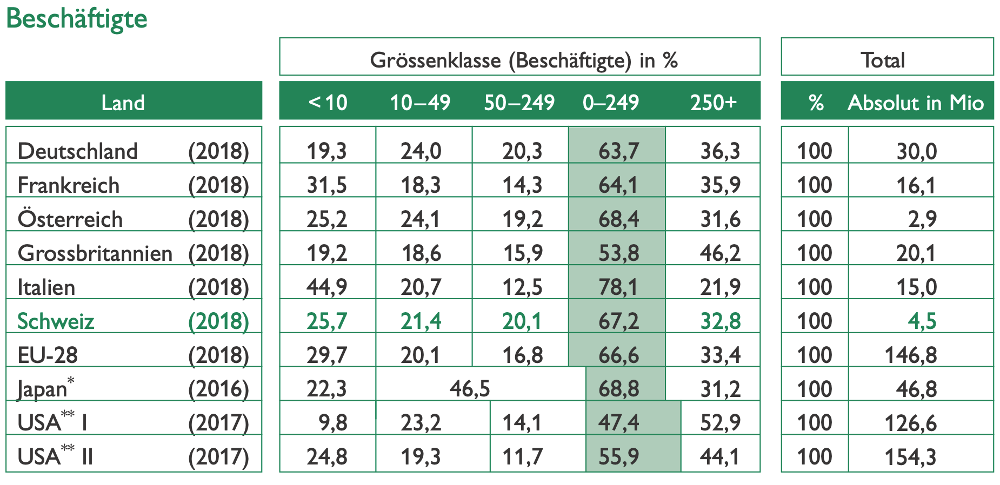 Beschäftigte
Grössenklasse (Beschäftigte) in % Total
Land <10 10–49 50–249 0–249 250+ % Absolut in Mio
Deutschland (2018) 19,3 24,0 20,3 63,7 36,3 100 30,0
Frankreich (2018) 31,5 18,3 14,3 64,1 35,9 100 16,1
Österreich (2018) 25,2 24,1 19,2 68,4 31,6 100 2,9
Grossbritannien (2018) 19,2 18,6 15,9 53,8 46,2 100 20,1
Italien (2018) 44,9 20,7 12,5 78,1 21,9 100 15,0
Schweiz (2018) 25,7 21,4 20,1 67,2 32,8 100 4,5
EU-28 (2018) 29,7 20,1 16,8 66,6 33,4 100 146,8
Japan* (2016) 22,3 46,5 68,8 31,2 100 46,8
USA** I (2017) 9,8 23,2 14,1 47,4 52,9 100 126,6
USA** II (2017) 24,8 19,3 11,7 55,9 44,1 100 154,3